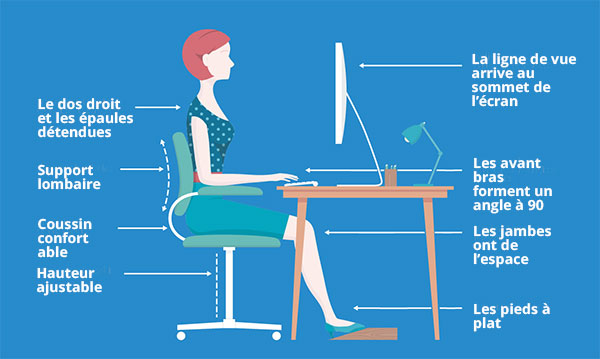 Le dos droit
et les épaules
détendues
Support
lombaire
Coussin
confort
able
Hauteur
ajustable
La ligne de vue
arrive au
sommet de
l'écran
Les avant
bras
forment un
angle à 90
Les jambes
ont de
l'espace
Les pieds à
plat